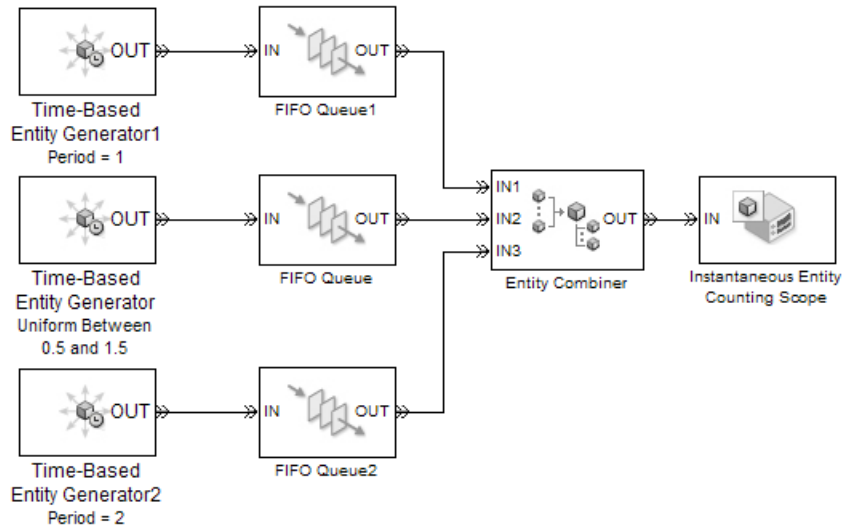 OUT
IN
OUT
Time-Based
Entity Generator1
Period = 1
FIFO Queue1
OUT
IN
OUT
Time-Based
Entity Generator
Uniform Between
0.5 and 1.5
FIFO Queue
IN1
IN2
IN3
OUT
Entity Combiner
IN
Instantaneous Entity
Counting Scope
OUT
IN
OUT
Time-Based
Entity Generator2
Period = 2
FIFO Queue2